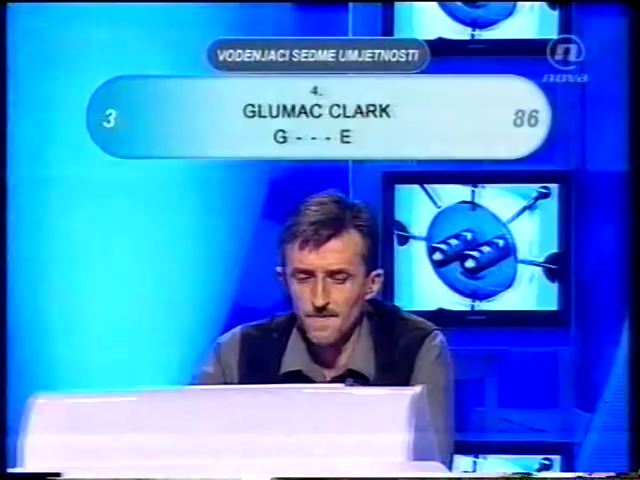 VODENJACI SEDME UMJETNOSTI
n
nova
4.
3
GLUMAC CLARK
86
G - - - E